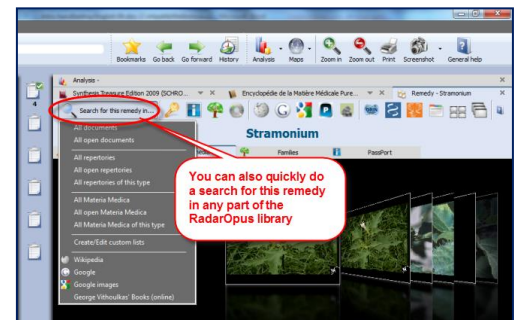 Bookmarks Go back Go forward History Analysis Maps Zoom in Zoom out Print Screenshot General help
Analysis -
Synthesis Treasure Edition 2009 (SCHRO... Encyclopédie de la Matière Médicale Pure... Remedy - Stramonium
4
Search for this remedy in...
All documents
All open documents
Stramonium
Families PassPort
All repertories
All open repertories
All repertories of this type
All Materia Medica
All open Materia Medica
All Materia Medica of this type
Create/Edit custom lists
Wikipedia
Google
Google images
George Vithoulkas' Books (online)
You can also quickly do
a search for this remedy
in any part of the
RadarOpus library